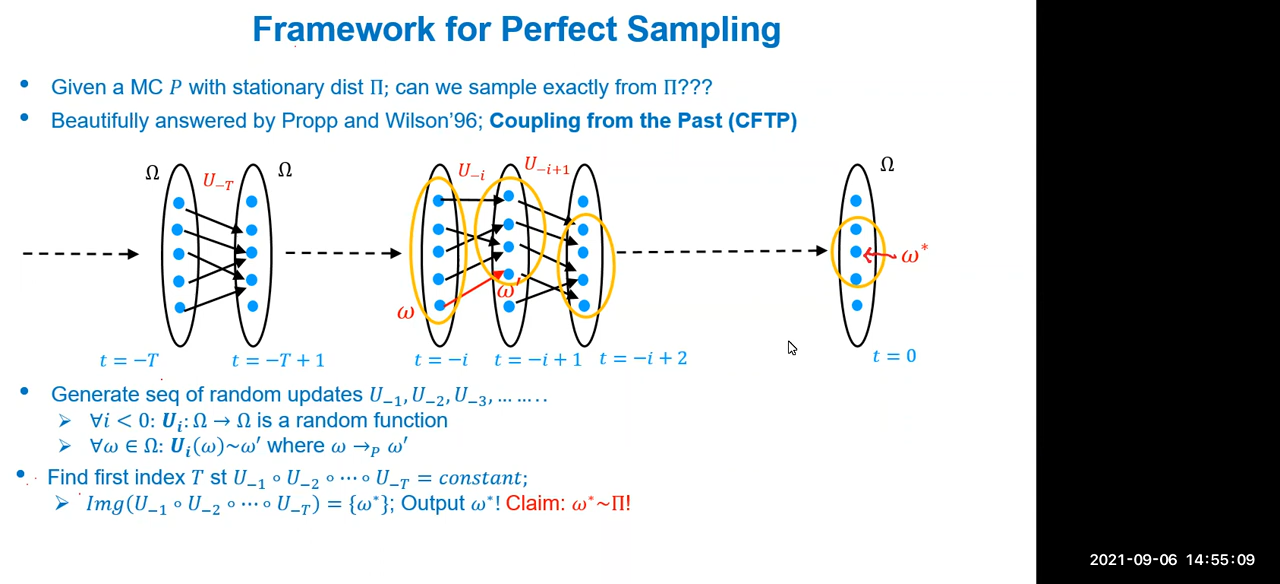 Framework for Perfect Sampling
• Given a MC P with stationary dist Π; can we sample exactly from Π???
• Beautifully answered by Propp and Wilson'96; Coupling from the Past (CFTP)
Ω U₋T Ω U₋i U₋i+1 Ω
ω*
ω ω′
t = −T t = −T + 1 t = −i t = −i + 1 t = −i + 2 t = 0
• Generate seq of random updates U₋₁, U₋₂, U₋₃, … … ..
➢ ∀i < 0: Uᵢ: Ω → Ω is a random function
➢ ∀ω ∈ Ω: Uᵢ(ω)~ω′ where ω →ₚ ω′
• Find first index T st U₋₁ ∘ U₋₂ ∘ ⋯ ∘ U₋T = constant;
➢ Img(U₋₁ ∘ U₋₂ ∘ ⋯ ∘ U₋T) = {ω*}; Output ω*! Claim: ω*~Π!
2021-09-06 14:55:09